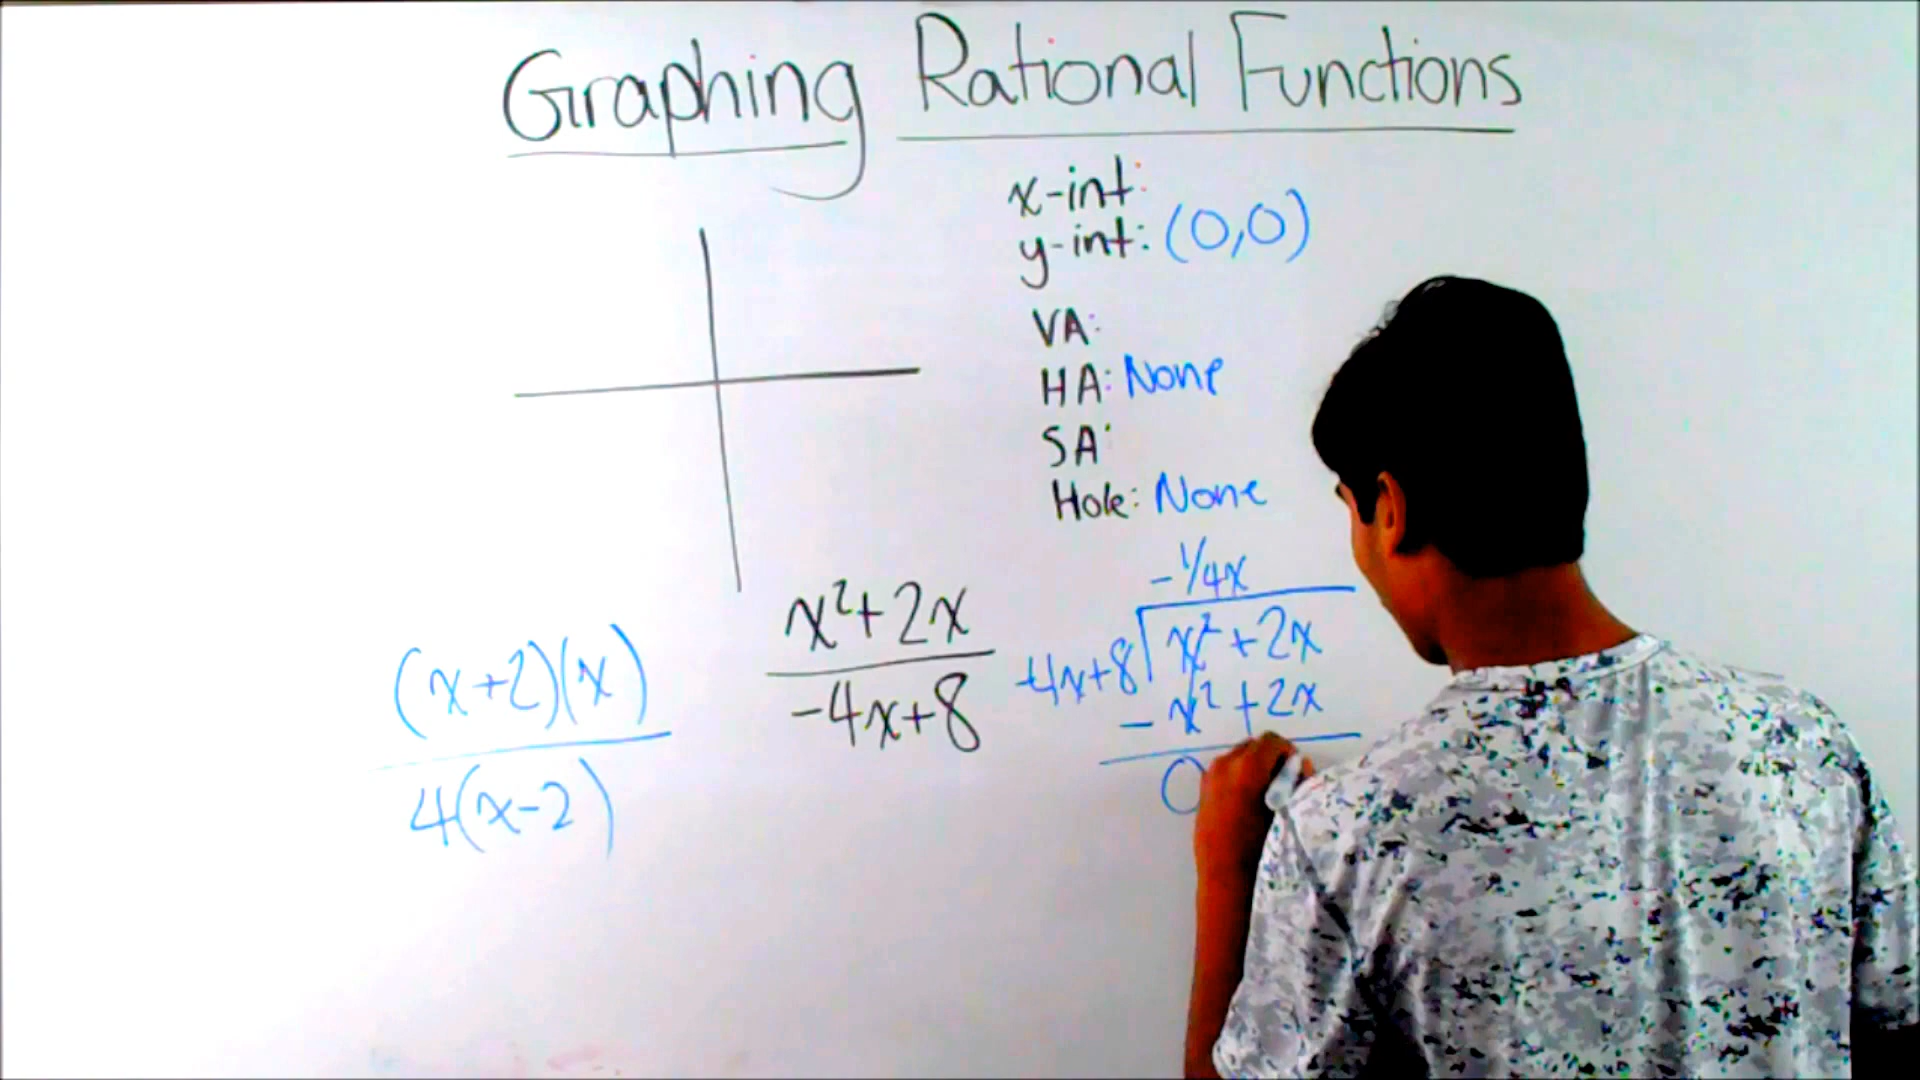 Graphing Rational Functions
x-int:
y-int: (0,0)
VA:
HA: None
SA:
Hole: None
(x+2)(x)
4(x-2)
x²+2x
-4x+8
-1/4x
-4x+8 x²+2x
-x²+2x
0